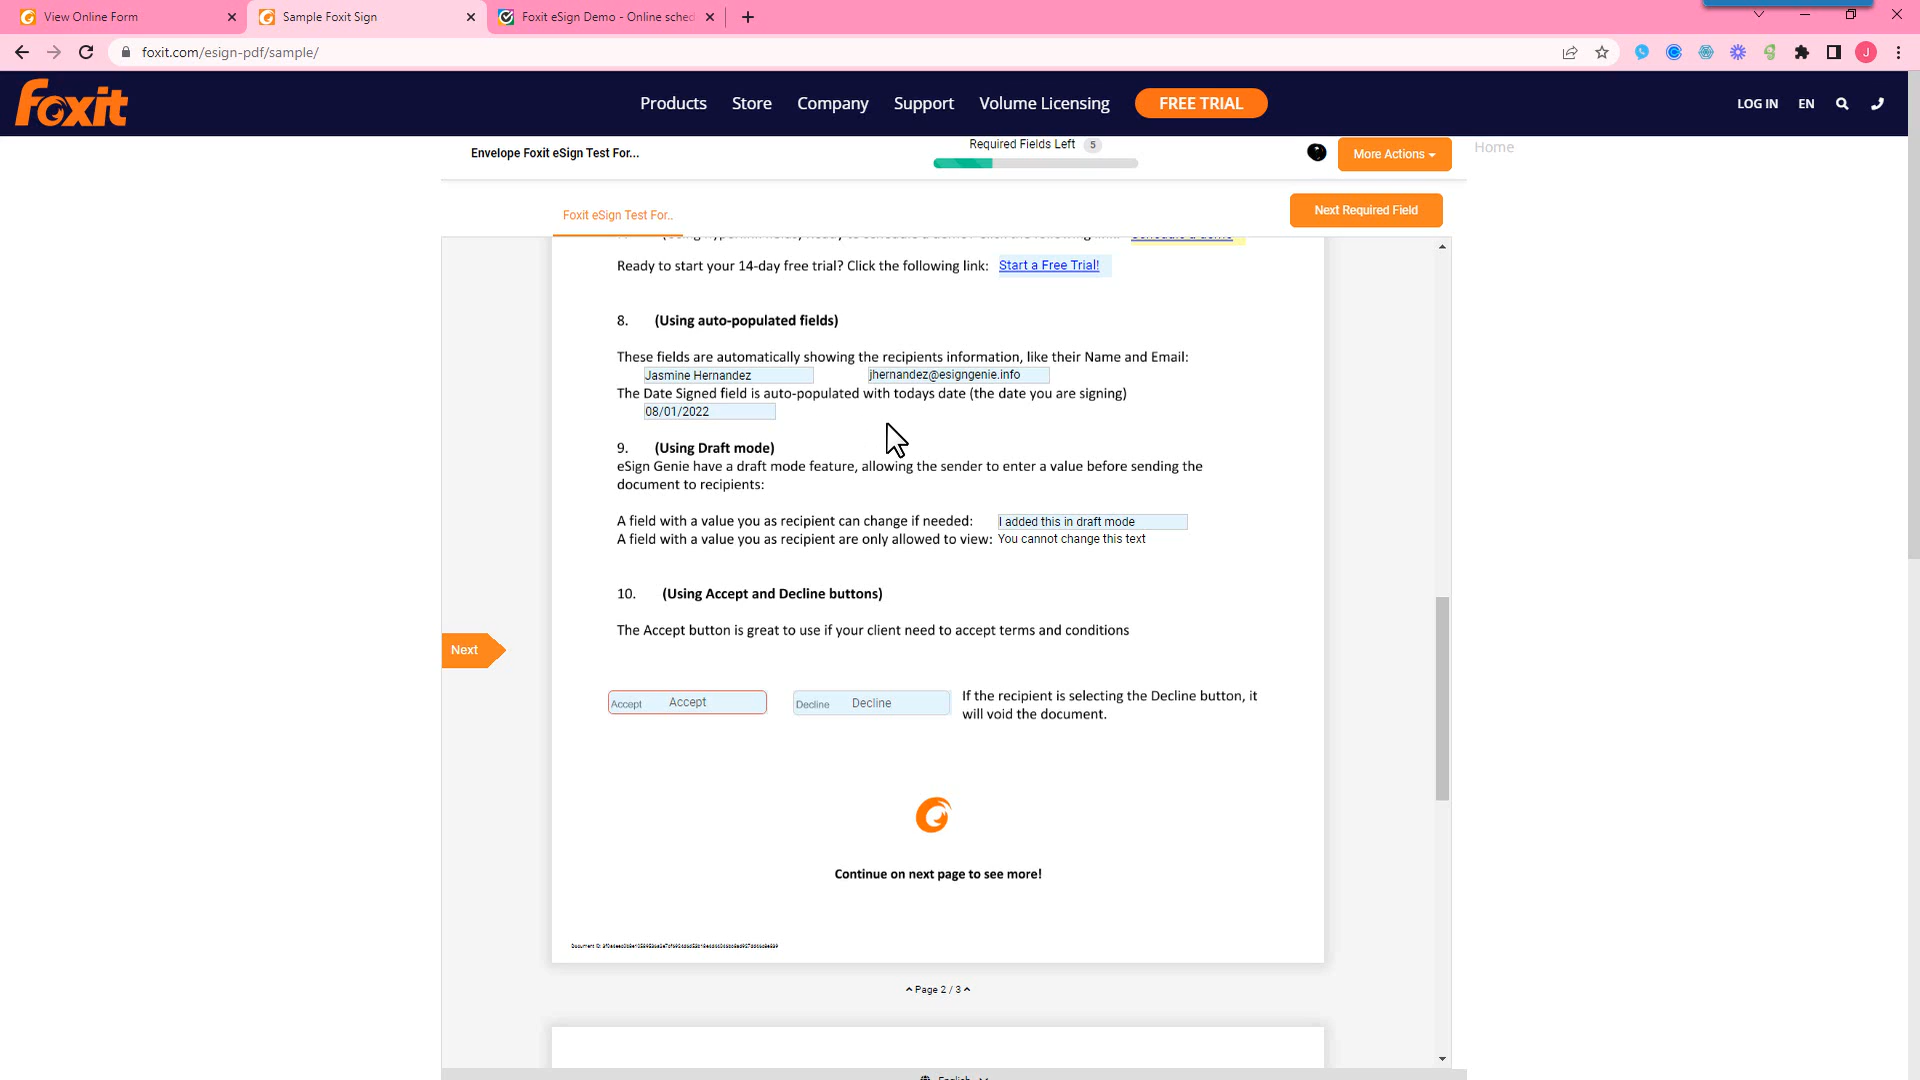 View Online Form
Sample Foxit Sign
Foxit eSign Demo - Online sched
foxit.com/esign-pdf/sample/
J
Foxit
Products
Store
Company
Support
Volume Licensing
FREE TRIAL
LOG IN
EN
Envelope Foxit eSign Test For...
Required Fields Left 5
More Actions
Home
Foxit eSign Test For..
Next Required Field
Ready to start your 14-day free trial? Click the following link: Start a Free Trial!
8. (Using auto-populated fields)
These fields are automatically showing the recipients information, like their Name and Email:
Jasmine Hernandez jhernandez@esigngenie.info
The Date Signed field is auto-populated with todays date (the date you are signing)
08/01/2022
9. (Using Draft mode)
eSign Genie have a draft mode feature, allowing the sender to enter a value before sending the
document to recipients:
A field with a value you as recipient can change if needed: I added this in draft mode
A field with a value you as recipient are only allowed to view: You cannot change this text
10. (Using Accept and Decline buttons)
The Accept button is great to use if your client need to accept terms and conditions
Next
Accept Accept
Decline Decline
If the recipient is selecting the Decline button, it
will void the document.
Continue on next page to see more!
Page 2 / 3